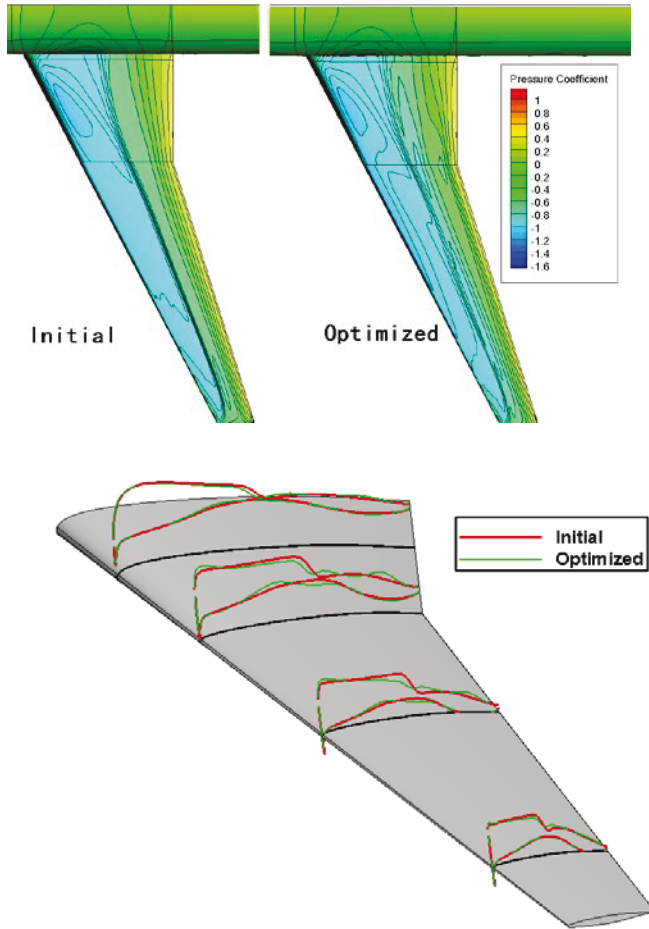 Pressure Coefficient
1
0.8
0.6
0.4
0.2
0
-0.2
-0.4
-0.6
-0.8
-1
-1.2
-1.4
-1.6
Initial
Optimized
Initial
Optimized